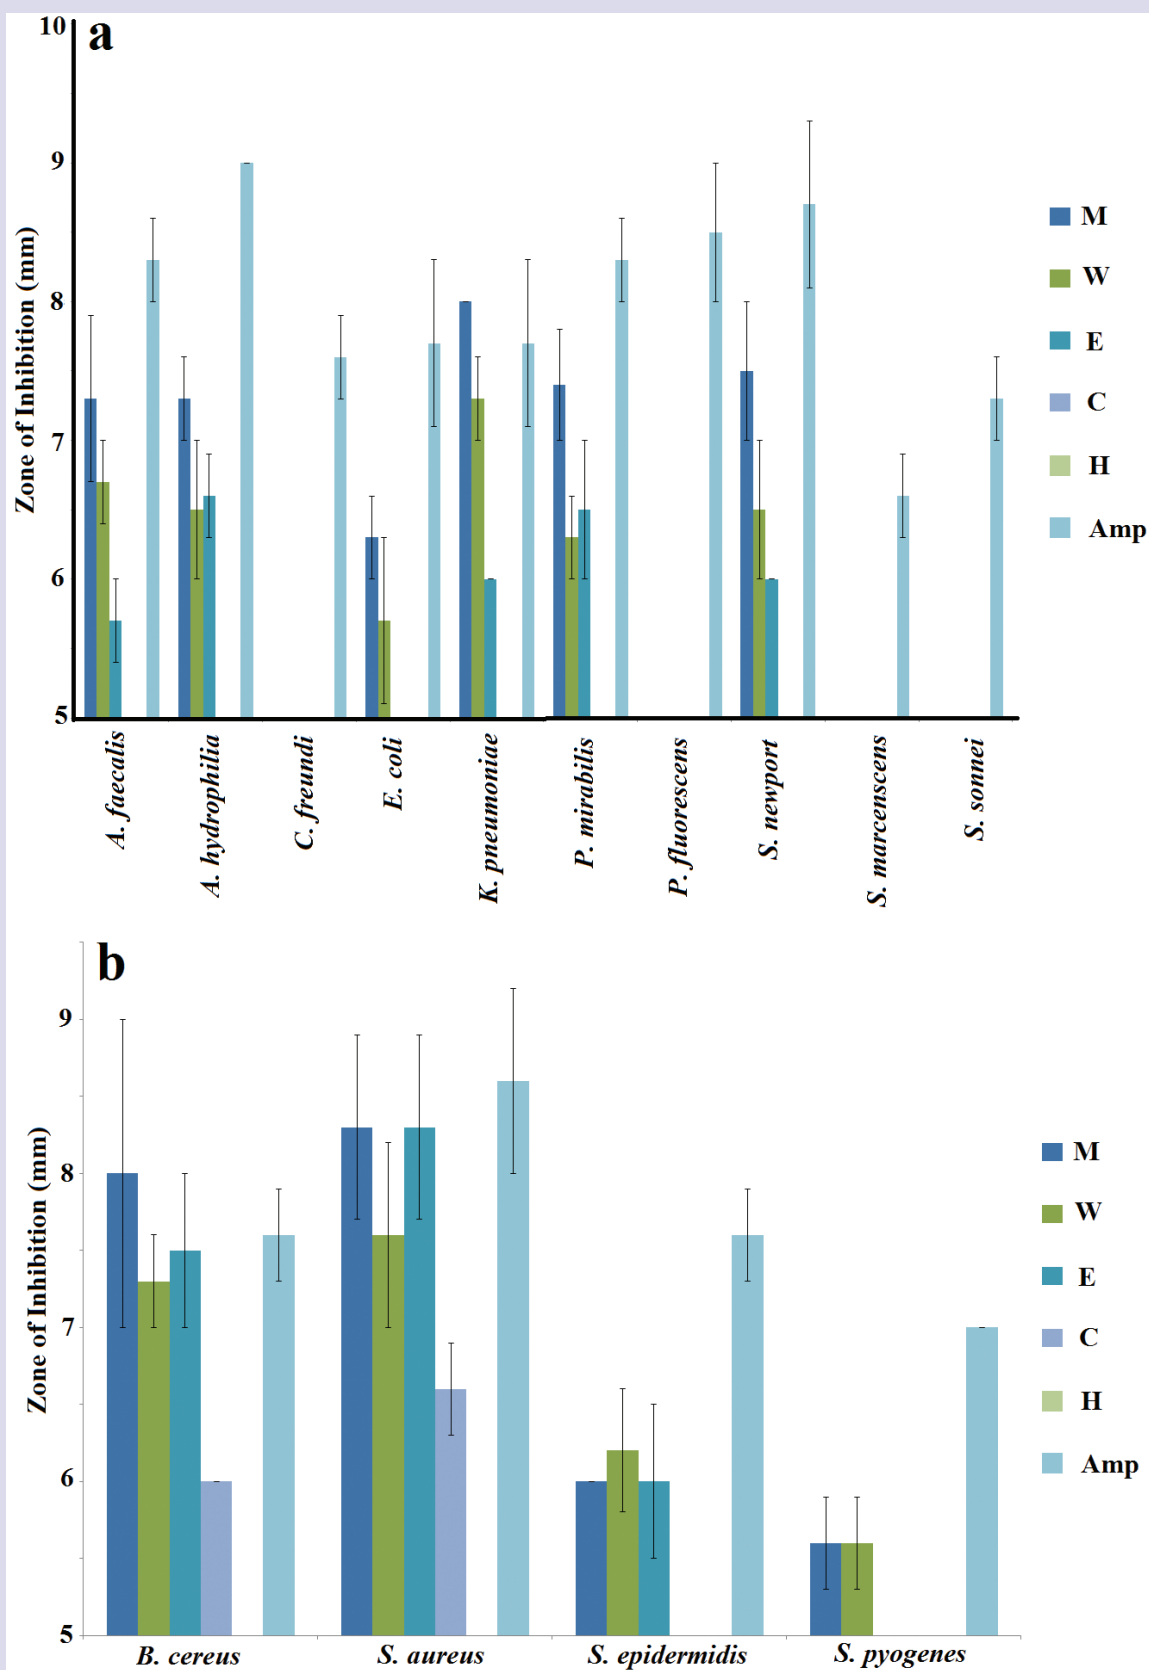 a
10
9
8
7
6
5
Zone of Inhibition (mm)
M
W
E
C
H
Amp
A. faecalis
A. hydrophilia
C. freundi
E. coli
K. pneumoniae
P. mirabilis
P. fluorescens
S. newport
S. marcenscens
S. sonnei
b
9
8
7
6
5
Zone of Inhibition (mm)
M
W
E
C
H
Amp
B. cereus
S. aureus
S. epidermidis
S. pyogenes